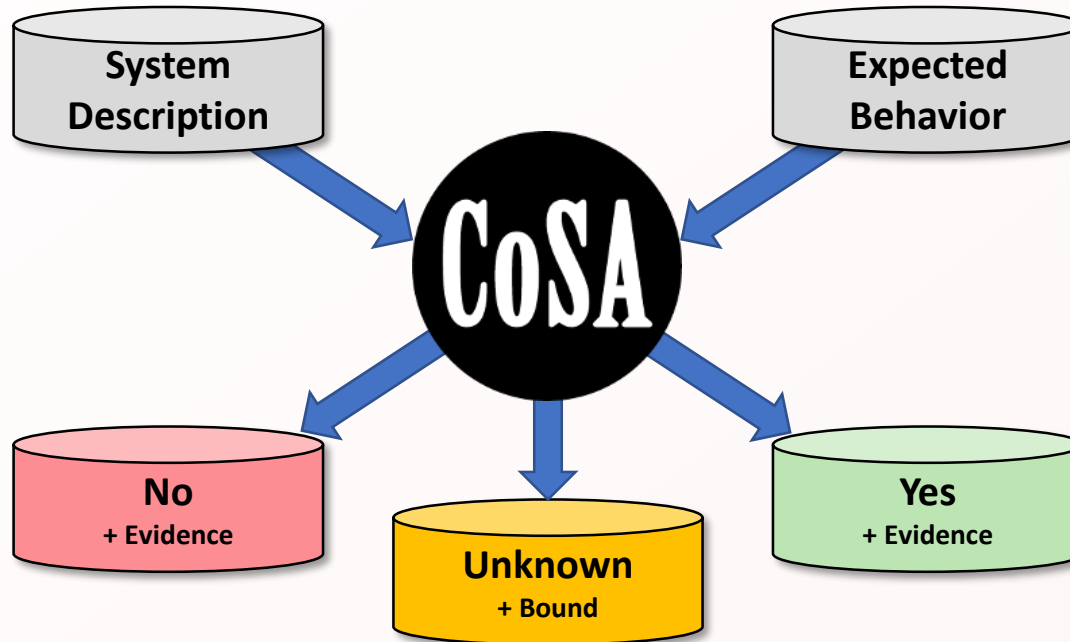 System
Description
Expected
Behavior
CoSA
No
+ Evidence
Unknown
+ Bound
Yes
+ Evidence